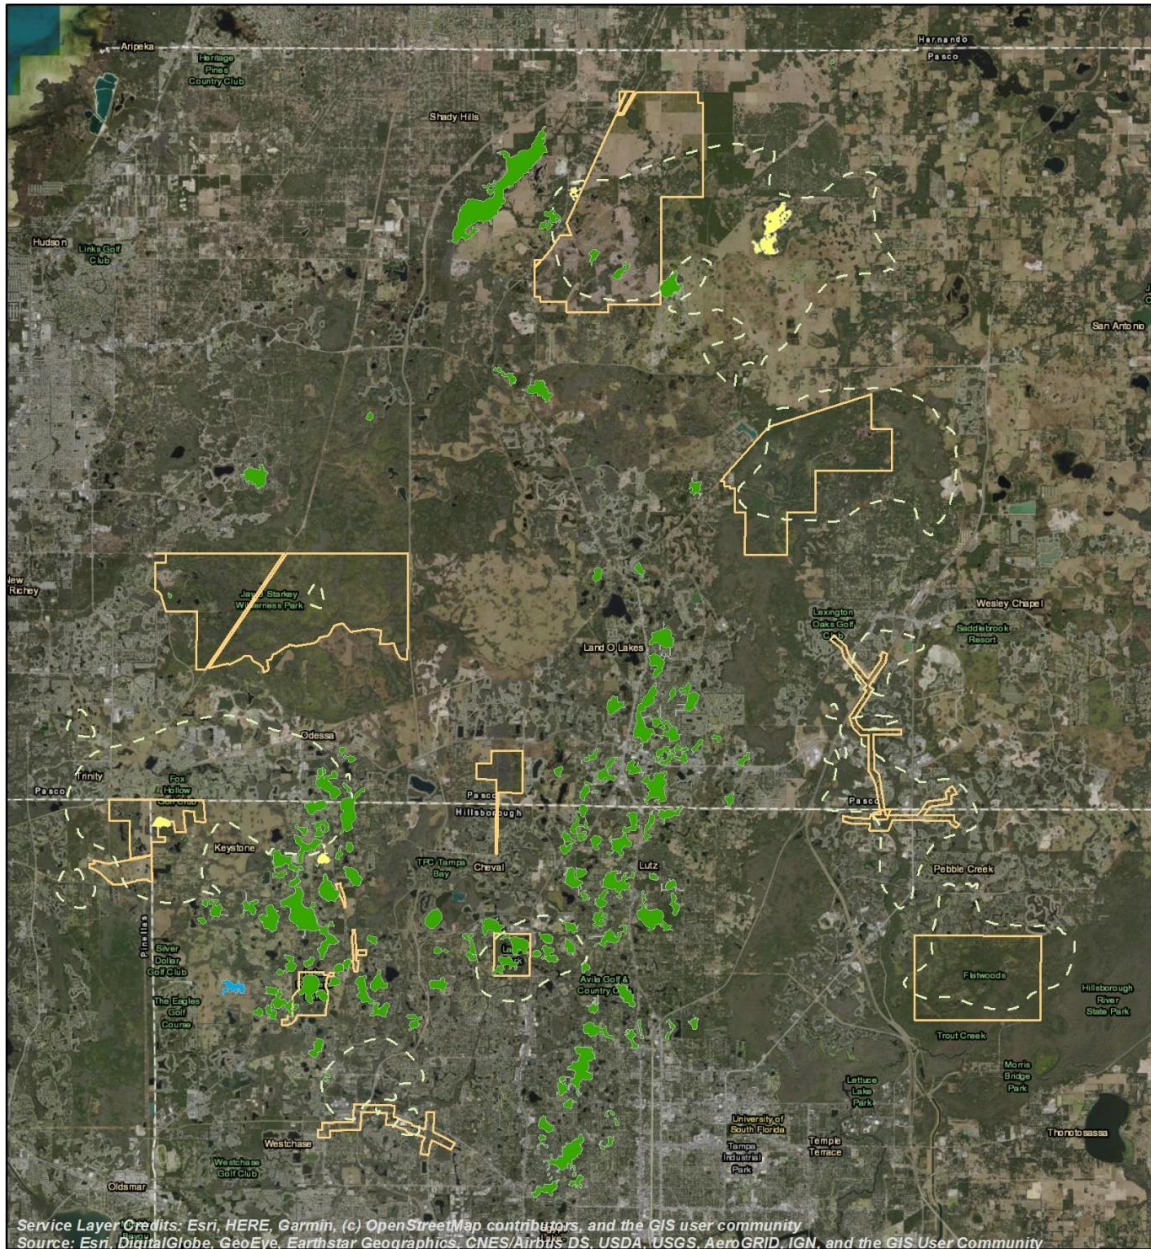 Aripeka
Hernando
Pasco
Heritage
Pines
Country Club
Shady Hills
Hudson
Links Golf
Club
San Antonio
New
Richey
Starkey
Wilderness Park
Land O Lakes
Lexington
Oaks Golf
Club
Wesley Chapel
Saddlebrook
Resort
Odessa
Trinity
Pasco
Fox
Hollow
Golf Club
Pasco
Hillsborough
Pasco
Keystone
TPC Tampa
Bay
Cheval
Lutz
Pebble Creek
Pinellas
Silver
Dollar
Golf Club
The Eagles
Golf
Course
Avila Golf &
Country
Flatwoods
Hillsborough
River
State Park
Trout Creek
Morris
Bridge
Park
Lettuce
Lake
Park
University of
South Florida
Tampa
Industrial
Park
Temple
Terrace
Thonotosassa
Westchase
Westchase
Golf Club
Oldsmar
Service Layer Credits: Esri, HERE, Garmin, (c) OpenStreetMap contributors, and the GIS user community
Source: Esri, DigitalGlobe, GeoEye, Earthstar Geographics, CNES/Airbus DS, USDA, USGS, AeroGRID, IGN, and the GIS User Community